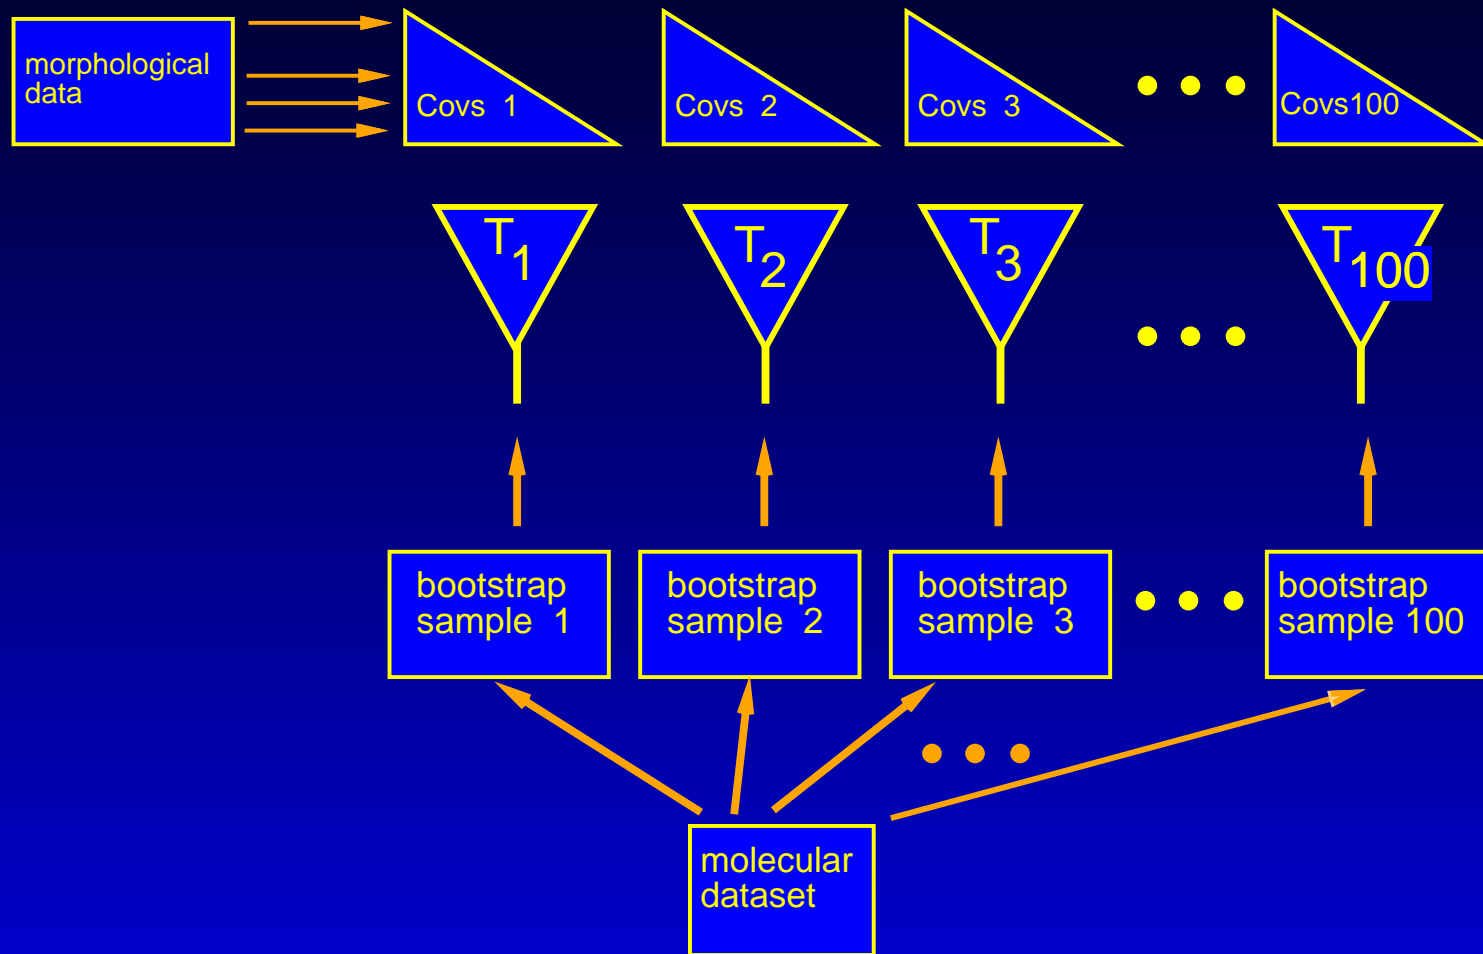 morphological
data
Covs 1
Covs 2
Covs 3
Covs100
T1
T2
T3
T100
bootstrap
sample 1
bootstrap
sample 2
bootstrap
sample 3
bootstrap
sample 100
molecular
dataset